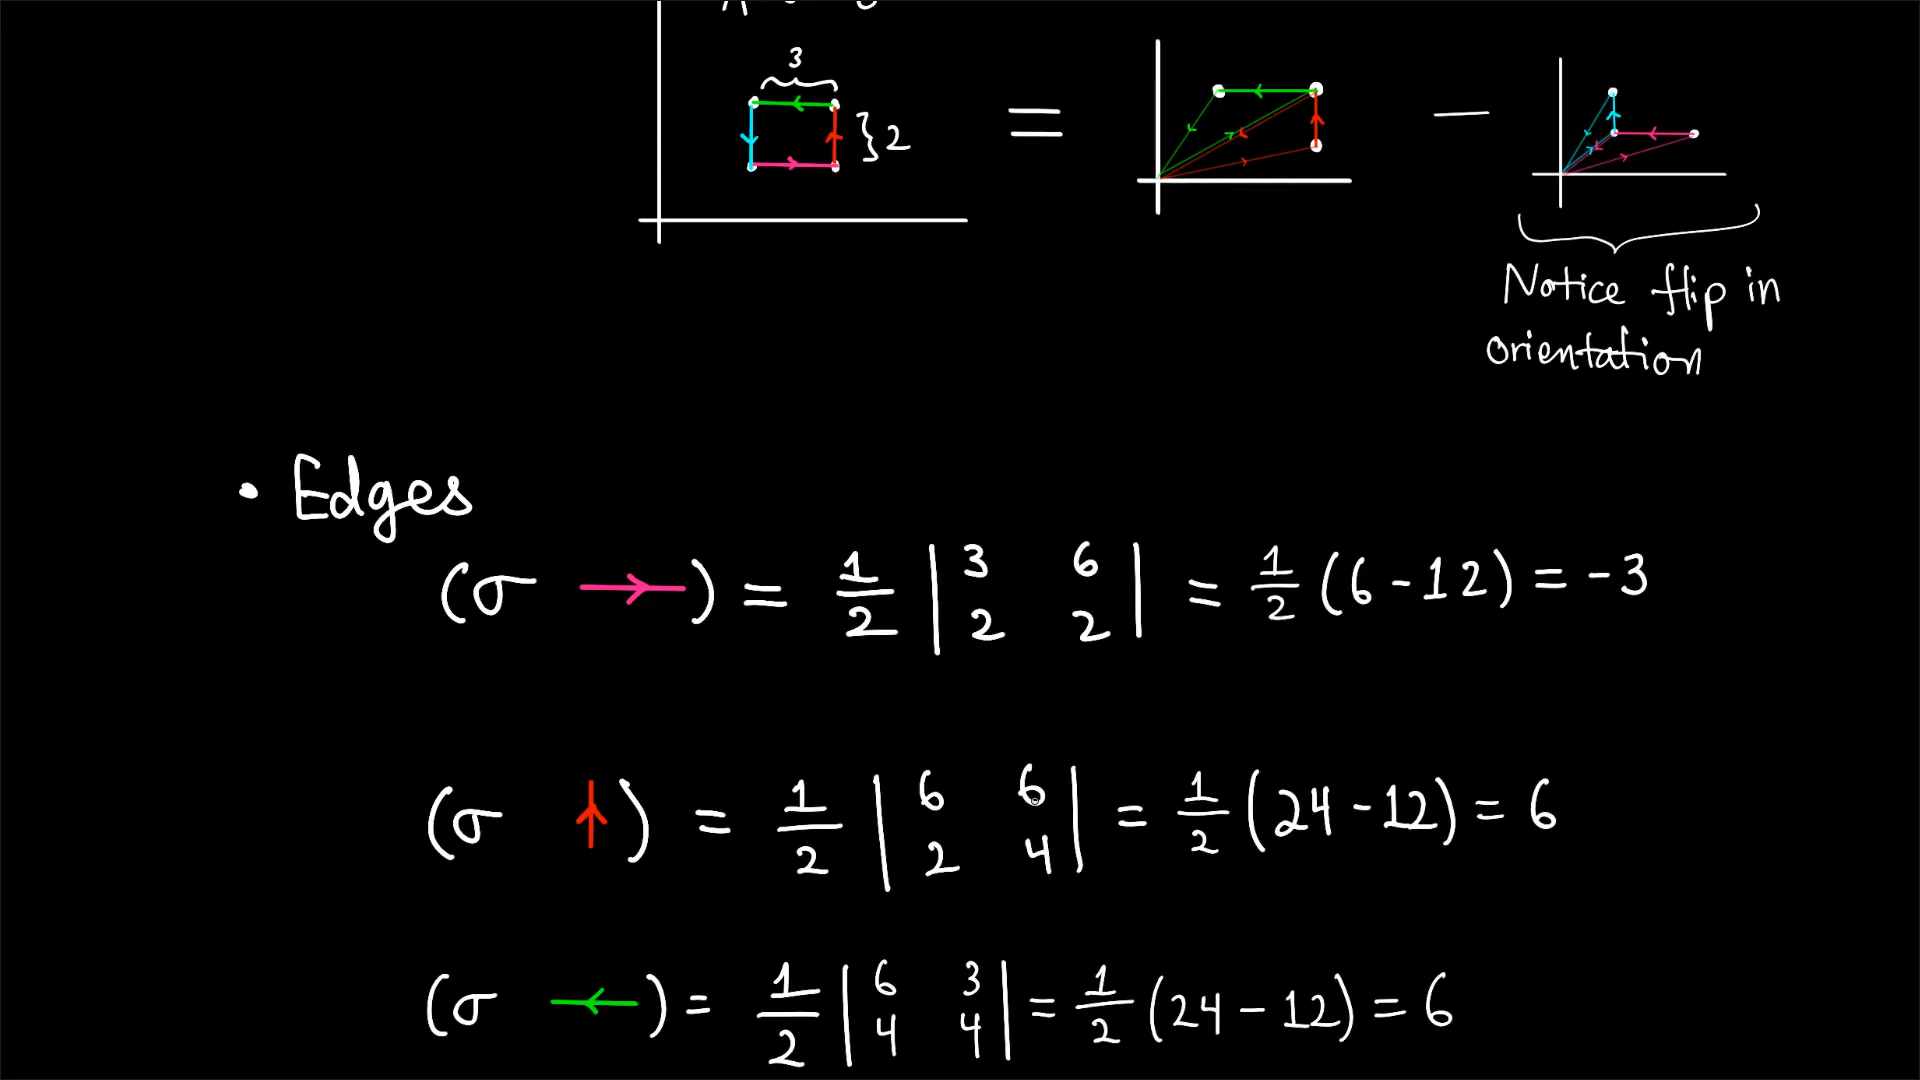 3
}2
=
−
Notice flip in
orientation
• Edges
(σ →) = 1/2 | 3 6 ; 2 2 | = 1/2 (6 - 12) = -3
(σ ↑) = 1/2 | 6 6 ; 2 4 | = 1/2 (24 - 12) = 6
(σ ←) = 1/2 | 6 3 ; 4 4 | = 1/2 (24 - 12) = 6